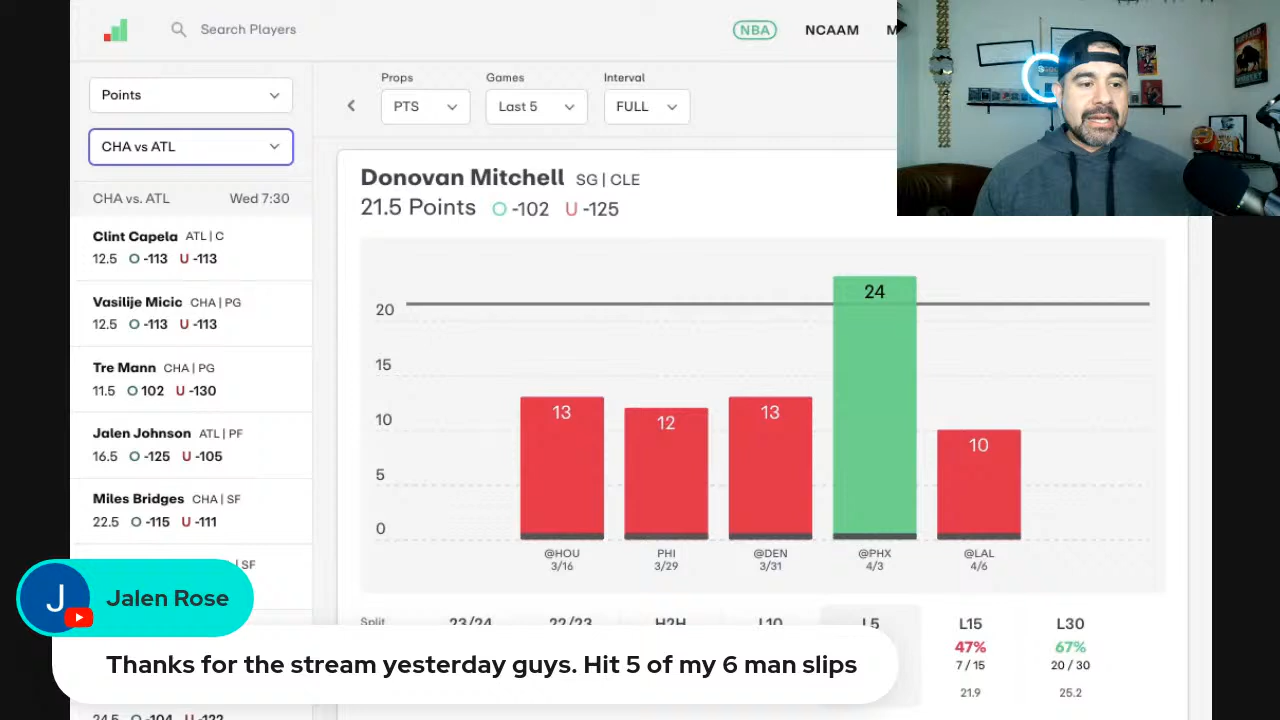 Search Players
NBA
NCAAM
Points
CHA vs ATL
CHA vs. ATL
Wed 7:30
Clint Capela ATL | C
12.5 O -113 U -113
Vasilije Micic CHA | PG
12.5 O -113 U -113
Tre Mann CHA | PG
11.5 O 102 U -130
Jalen Johnson ATL | PF
16.5 O -125 U -105
Miles Bridges CHA | SF
22.5 O -115 U -111
| SF
Props
Games
Interval
PTS
Last 5
FULL
Donovan Mitchell SG | CLE
21.5 Points O -102 U -125
20
15
10
5
0
13
12
13
24
10
@HOU
3/16
PHI
3/29
@DEN
3/31
@PHX
4/3
@LAL
4/6
Split
23/24
22/23
H2H
L10
L5
L15
L30
47%
67%
7 / 15
20 / 30
21.9
25.2
J
Jalen Rose
Thanks for the stream yesterday guys. Hit 5 of my 6 man slips
24.5 O -104 U -122